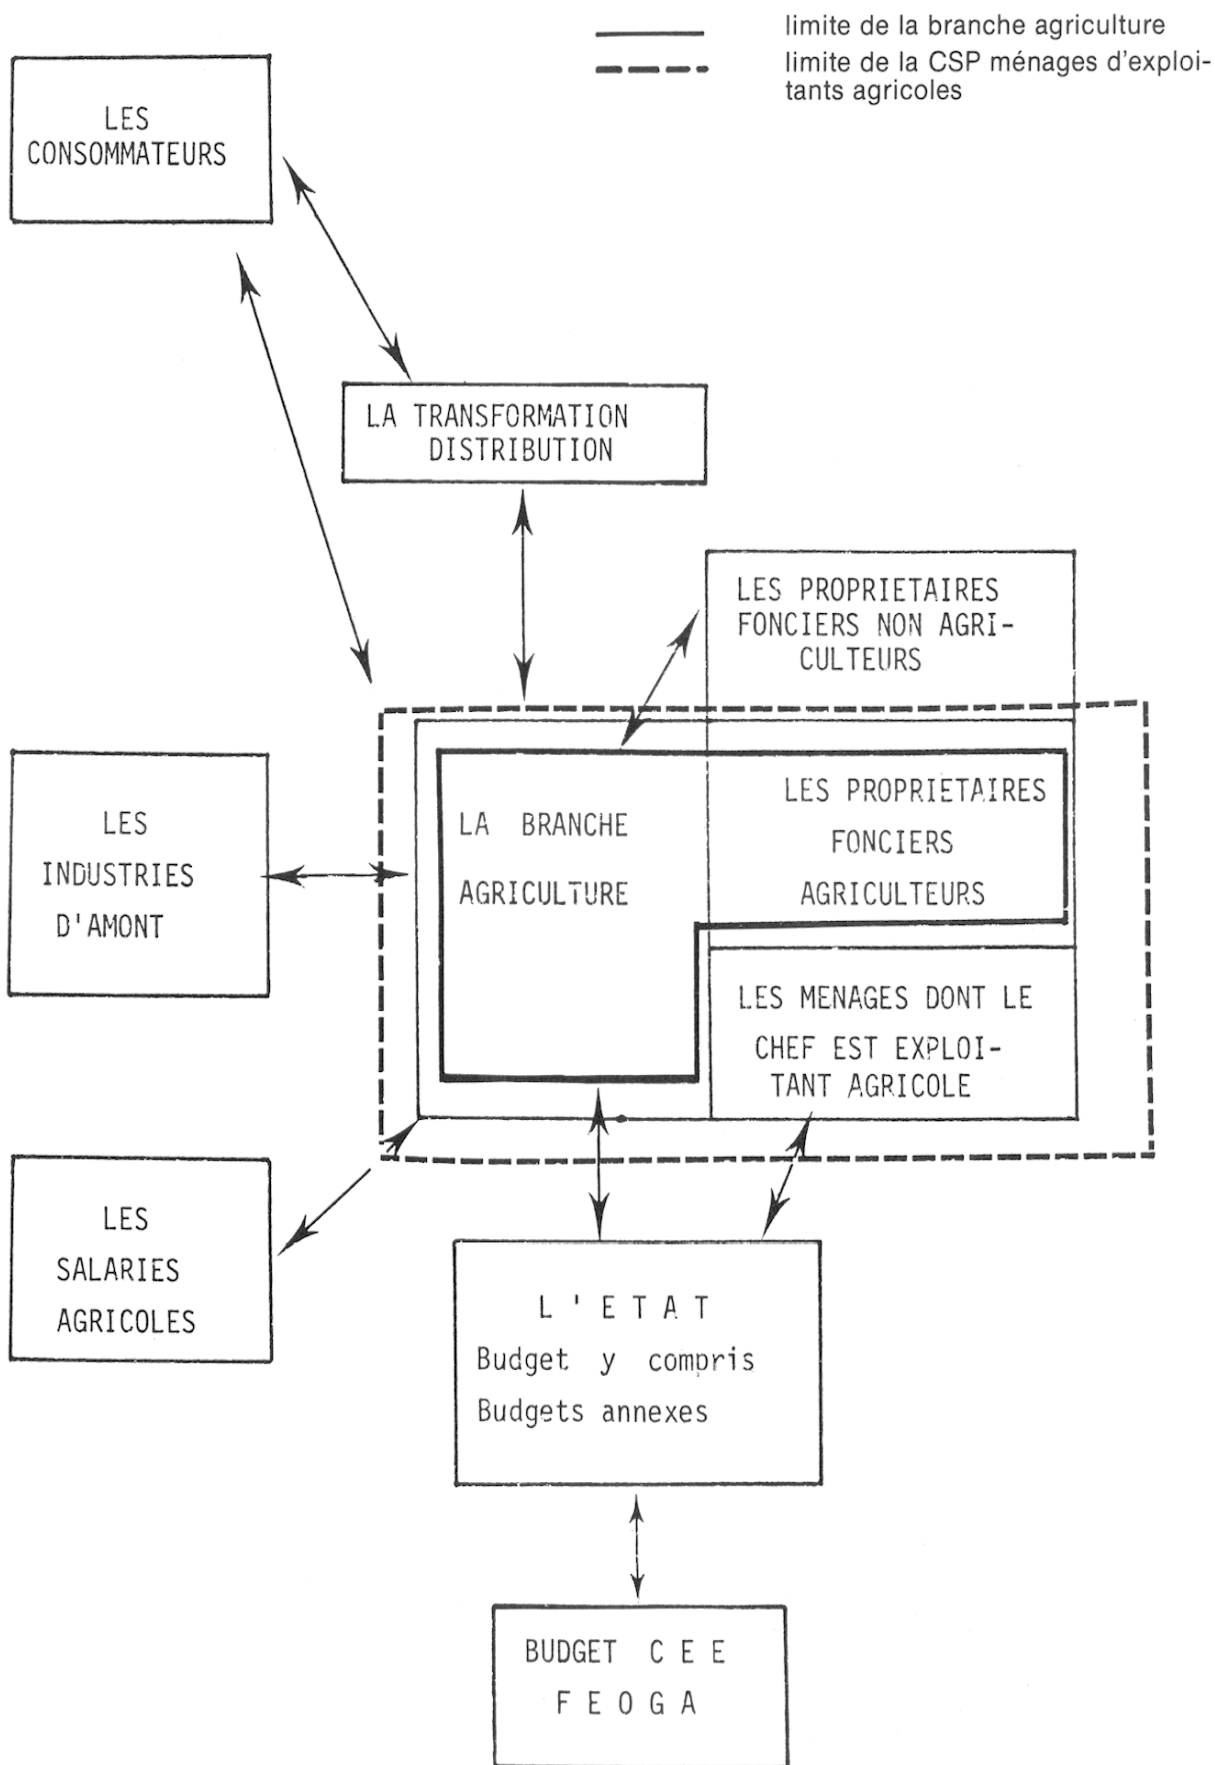 limite de la branche agriculture
limite de la CSP ménages d'exploi-
tants agricoles
LES
CONSOMMATEURS
LA TRANSFORMATION
DISTRIBUTION
LES PROPRIETAIRES
FONCIERS NON AGRI-
CULTEURS
LES
INDUSTRIES
D'AMONT
LA BRANCHE
AGRICULTURE
LES PROPRIETAIRES
FONCIERS
AGRICULTEURS
LES MENAGES DONT LE
CHEF EST EXPLOI-
TANT AGRICOLE
LES
SALARIES
AGRICOLES
L'ETAT
Budget y compris
Budgets annexes
BUDGET CEE
FEOGA